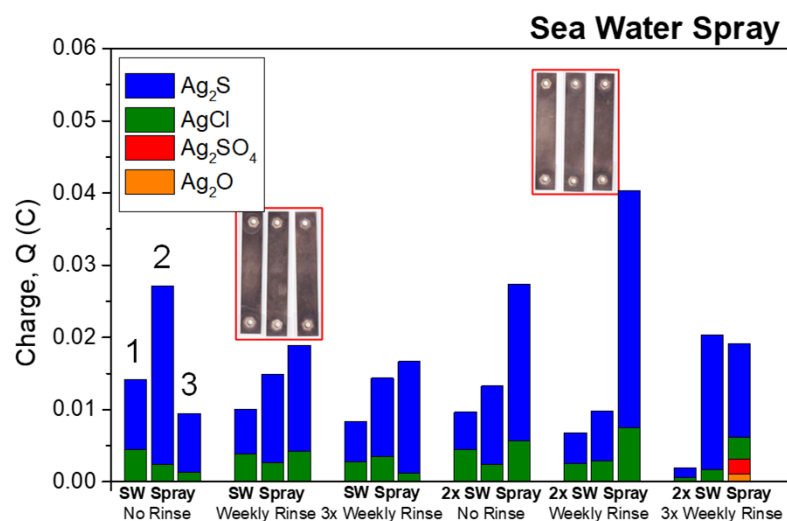 Sea Water Spray
0.06
0.05
0.04
0.03
0.02
0.01
0.00
Charge, Q (C)
Ag₂S
AgCl
Ag₂SO₄
Ag₂O
1
2
3
SW Spray
No Rinse
SW Spray
Weekly Rinse
SW Spray
3x Weekly Rinse
2x SW Spray
No Rinse
2x SW Spray
Weekly Rinse
2x SW Spray
3x Weekly Rinse